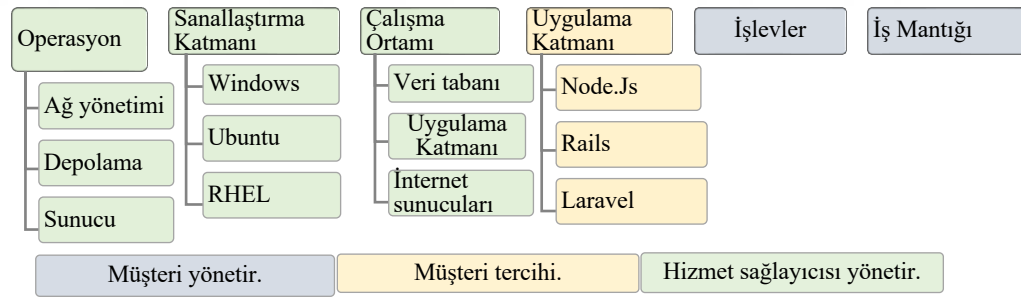 Operasyon
Ağ yönetimi
Depolama
Sunucu
Sanallaştırma
Katmanı
Windows
Ubuntu
RHEL
Çalışma
Ortamı
Veri tabanı
Uygulama
Katmanı
İnternet
sunucuları
Uygulama
Katmanı
Node.Js
Rails
Laravel
İşlevler
İş Mantığı
Müşteri yönetir.
Müşteri tercihi.
Hizmet sağlayıcısı yönetir.